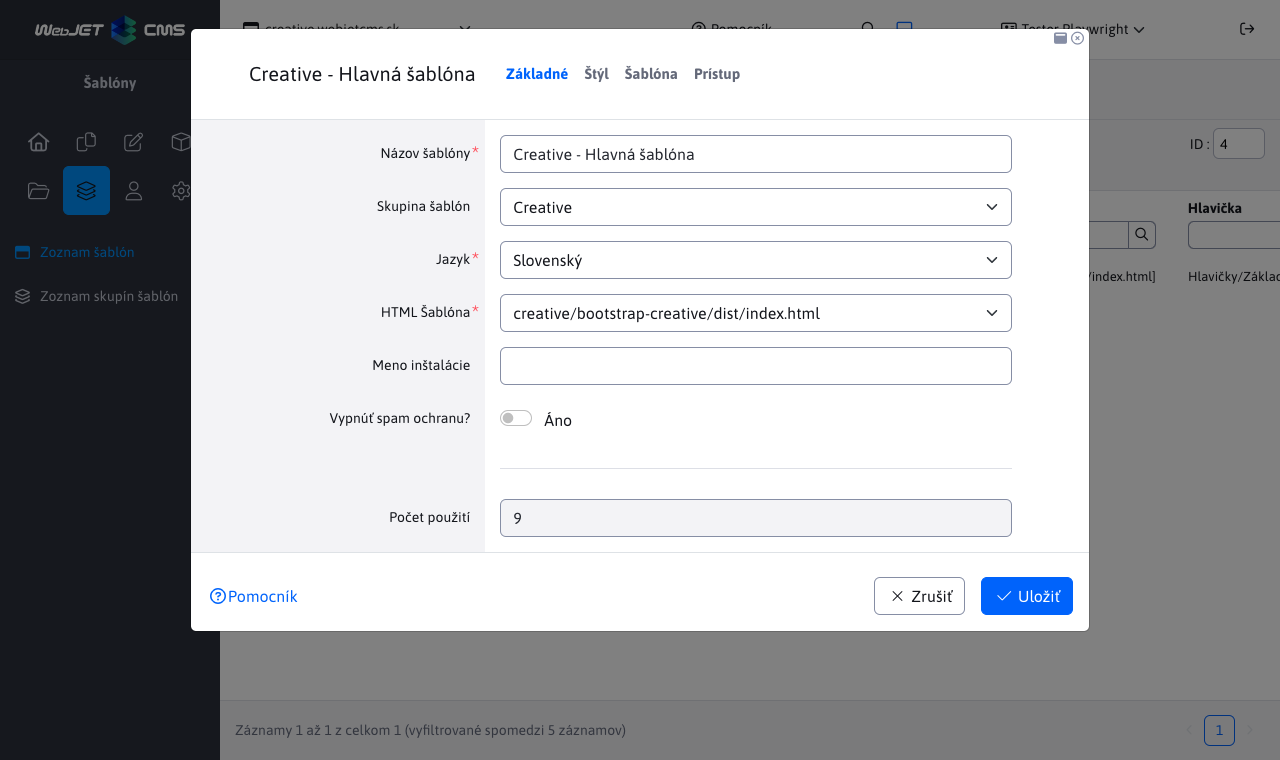 WebJET CMS
creative.webjetcms.sk
Pomocník
Tester Playwright
Šablóny
Creative - Hlavná šablóna
Základné
Štýl
Šablóna
Prístup
Názov šablóny*
Creative - Hlavná šablóna
ID :
4
Skupina šablón
Creative
Hlavička
Jazyk*
Slovenský
Zoznam šablón
/index.html]
Hlavičky/Základ
Zoznam skupín šablón
HTML Šablóna*
creative/bootstrap-creative/dist/index.html
Meno inštalácie
Vypnúť spam ochranu?
Áno
Počet použití
9
Pomocník
Zrušiť
Uložiť
Záznamy 1 až 1 z celkom 1 (vyfiltrované spomedzi 5 záznamov)
1